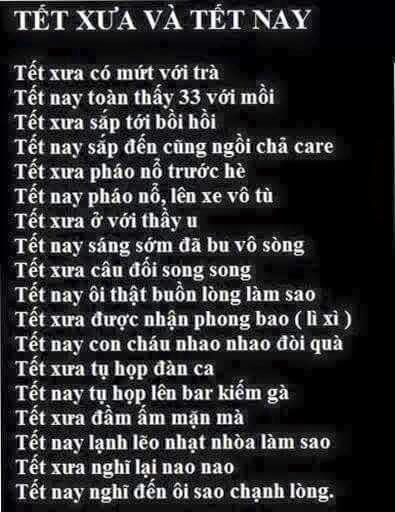 TẾT XƯA VÀ TẾT NAY
Tết xưa có mứt với trà
Tết nay toàn thấy 33 với mồi
Tết xưa sắp tới bồi hồi
Tết nay sắp đến cũng ngồi chả care
Tết xưa pháo nổ trước hè
Tết nay pháo nổ, lên xe vô tù
Tết xưa ở với thầy u
Tết nay sáng sớm đã bu vô sòng
Tết xưa câu đối song song
Tết nay ôi thật buồn lòng làm sao
Tết xưa được nhận phong bao ( lì xì )
Tết nay con cháu nhao nhao đòi quà
Tết xưa tụ họp đàn ca
Tết nay tụ họp lên bar kiếm gà
Tết xưa đầm ấm mặn mà
Tết nay lạnh lẽo nhạt nhòa làm sao
Tết xưa nghĩ lại nao nao
Tết nay nghĩ đến ôi sao chạnh lòng.